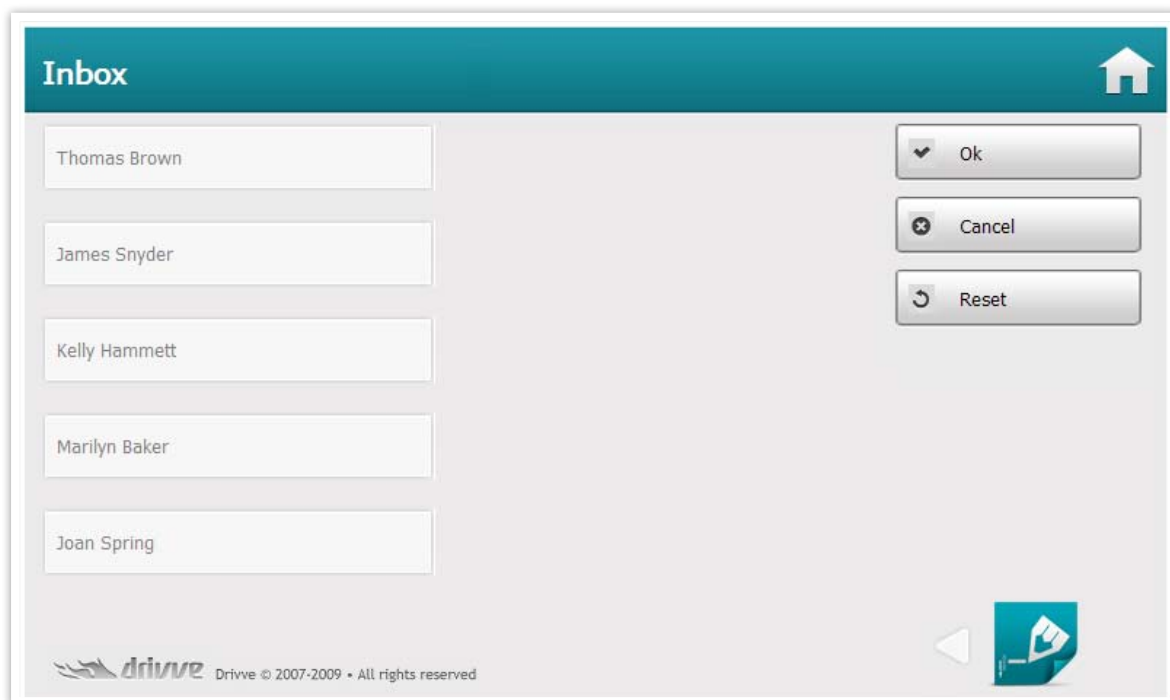 Inbox
Thomas Brown
James Snyder
Kelly Hammett
Marilyn Baker
Joan Spring
Ok
Cancel
Reset
drivve Drivve © 2007-2009 • All rights reserved